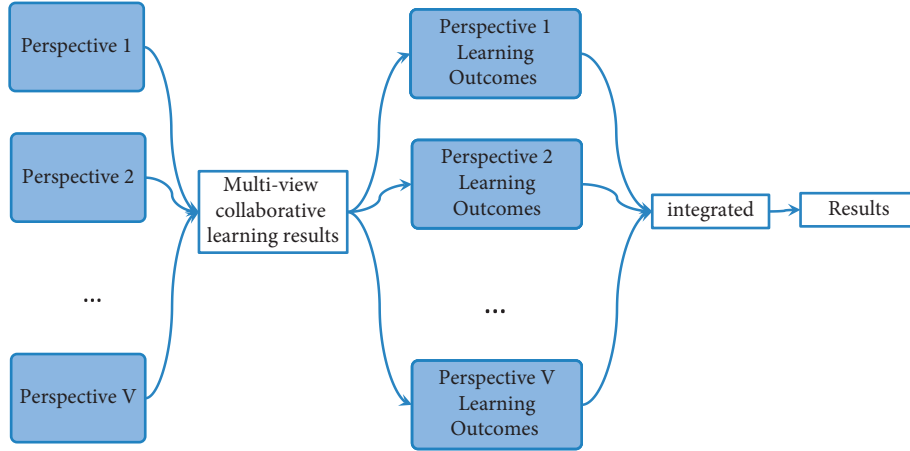 Perspective 1
Perspective 2
...
Perspective V
Multi-view
collaborative
learning results
Perspective 1
Learning
Outcomes
Perspective 2
Learning
Outcomes
...
Perspective V
Learning
Outcomes
integrated
Results